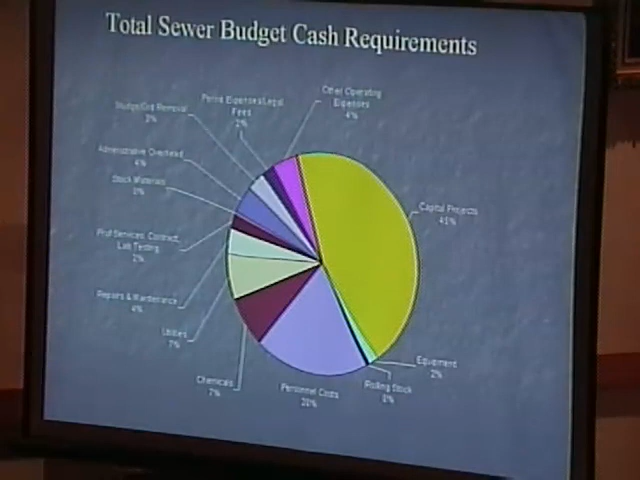 Total Sewer Budget Cash Requirements
Other Operating
Expenses
4%
Permit Expenses/Legal
Fees
2%
Sludge/Grit Removal
3%
Administrative Overhead
4%
Stock Materials
0%
Prof Services, Contract,
Lab Testing
2%
Repairs & Maintenance
4%
Utilities
7%
Chemicals
7%
Personnel Costs
20%
Rolling Stock
0%
Equipment
2%
Capital Projects